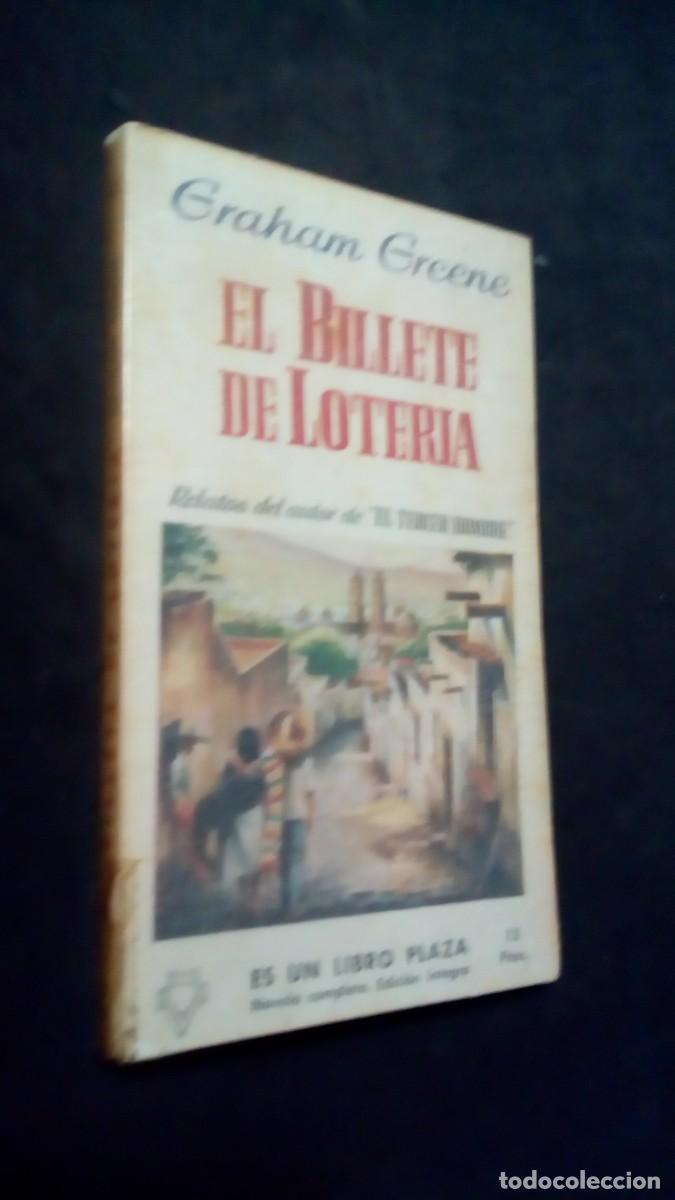 Graham Greene
EL BILLETE
DE LOTERIA
Relatos del autor de "EL TERCER HOMBRE"
ES UN LIBRO PLAZA
Novela completa. Edición íntegra
Ptas.
todocoleccion